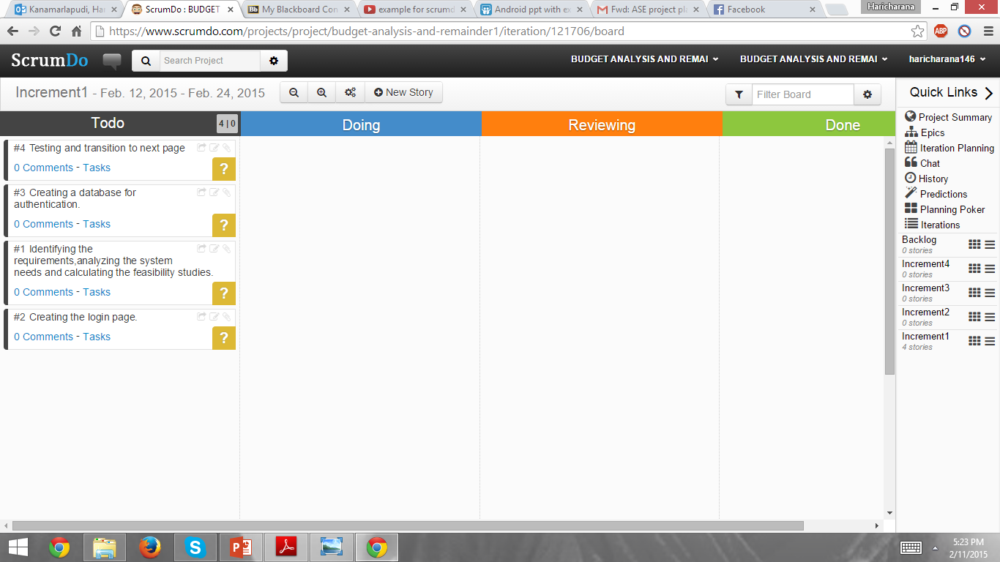 Kanamarlapudi, Har
ScrumDo : BUDGET
My Blackboard Con
example for scrumd
Android ppt with ex
Fwd: ASE project pla
Facebook
Haricharana
https://www.scrumdo.com/projects/project/budget-analysis-and-remainder1/iteration/121706/board
ABP
ScrumDo
Search Project
BUDGET ANALYSIS AND REMAI
BUDGET ANALYSIS AND REMAI
haricharana146
Increment1 - Feb. 12, 2015 - Feb. 24, 2015
New Story
Filter Board
Quick Links
Todo
4 | 0
Doing
Reviewing
Done
#4 Testing and transition to next page
0 Comments - Tasks
?
#3 Creating a database for
authentication.
0 Comments - Tasks
?
#1 Identifying the
requirements,analyzing the system
needs and calculating the feasibility studies.
0 Comments - Tasks
?
#2 Creating the login page.
0 Comments - Tasks
?
Project Summary
Epics
Iteration Planning
Chat
History
Predictions
Planning Poker
Iterations
Backlog
0 stories
Increment4
0 stories
Increment3
0 stories
Increment2
0 stories
Increment1
4 stories
5:23 PM
2/11/2015